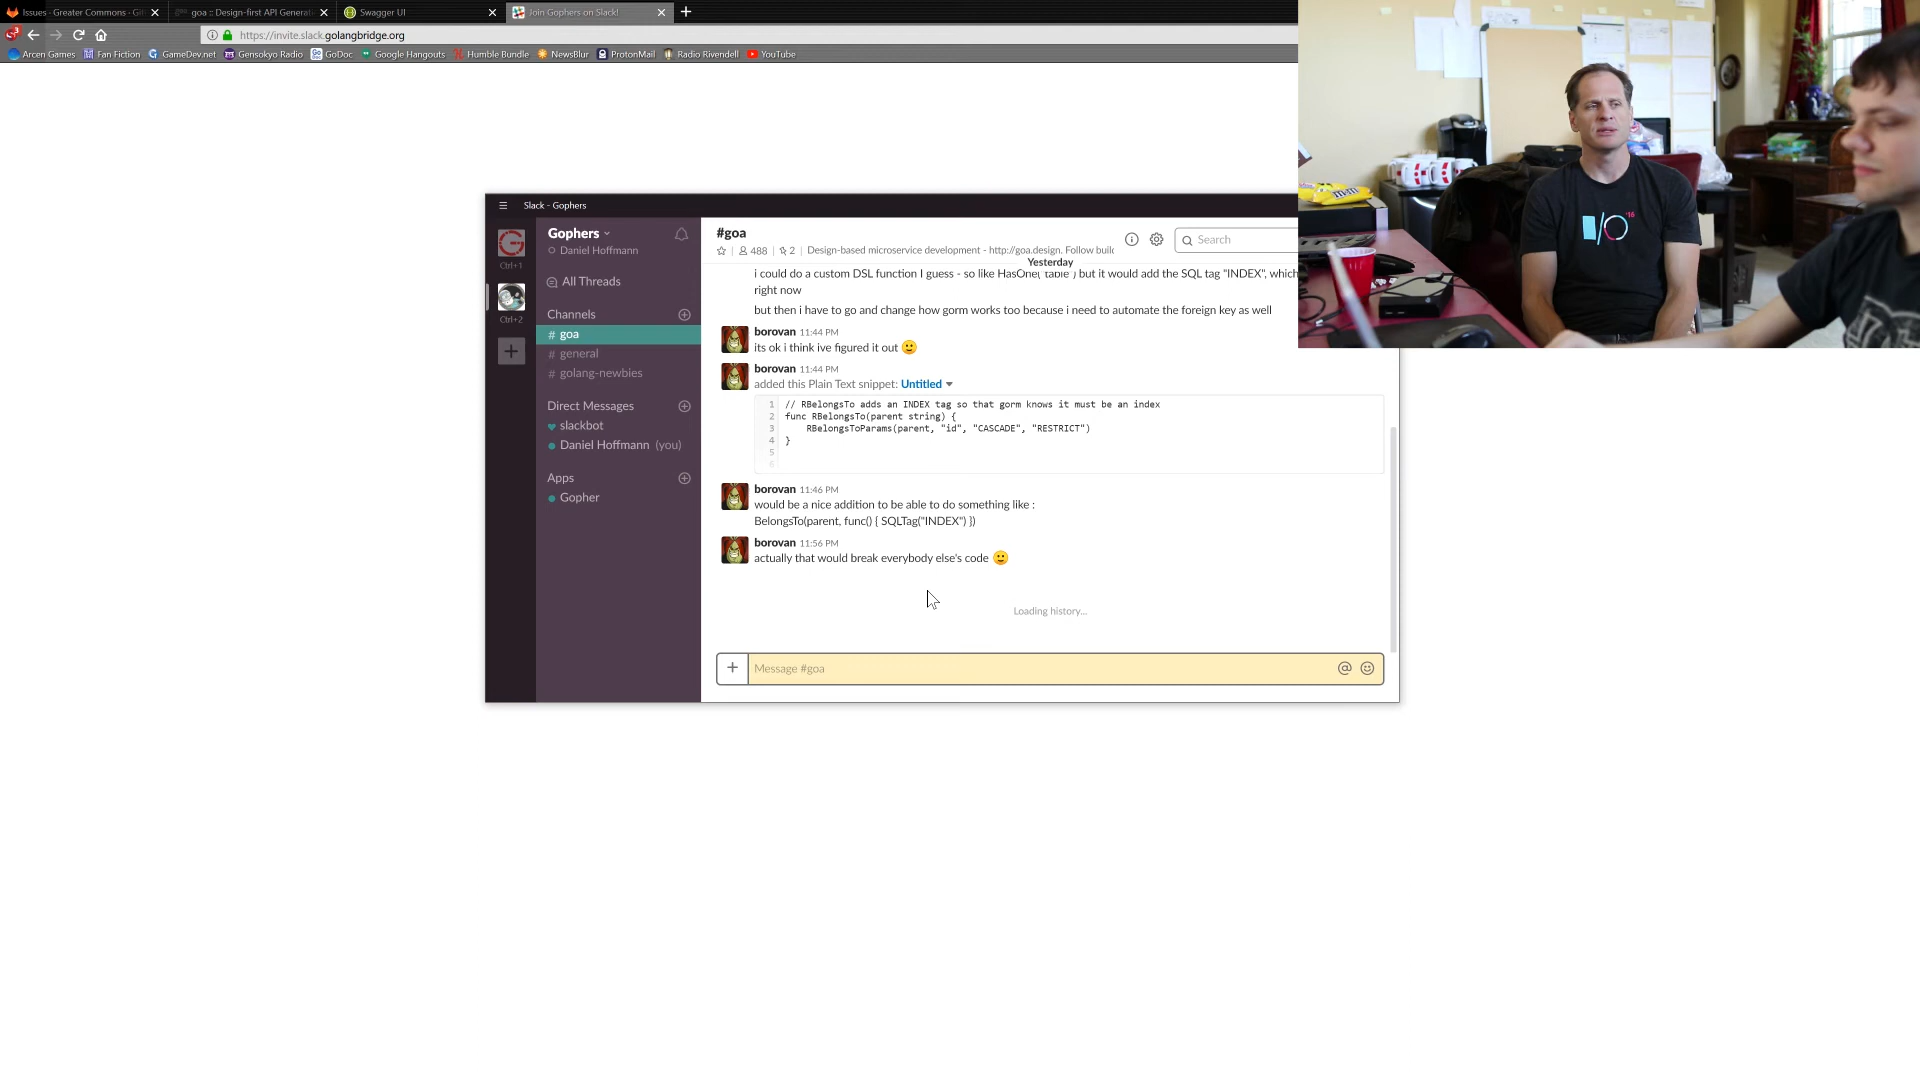 Issues · Greater Commons · Gi
goa :: Design-first API Generati
Swagger UI
Join Gophers on Slack!
https://invite.slack.golangbridge.org
Arcen Games
Fan Fiction
GameDev.net
Gensokyo Radio
GoDoc
Google Hangouts
Humble Bundle
NewsBlur
ProtonMail
Radio Rivendell
YouTube
Slack - Gophers
Gophers
Daniel Hoffmann
Ctrl+1
Ctrl+2
All Threads
Channels
# goa
# general
# golang-newbies
Direct Messages
slackbot
Daniel Hoffmann (you)
Apps
Gopher
#goa
488
2
Design-based microservice development - http://goa.design. Follow build
Search
Yesterday
i could do a custom DSL function I guess - so like HasOne( table ) but it would add the SQL tag "INDEX", which
right now
but then i have to go and change how gorm works too because i need to automate the foreign key as well
borovan 11:44 PM
its ok i think ive figured it out
borovan 11:44 PM
added this Plain Text snippet: Untitled
1 // RBelongsTo adds an INDEX tag so that gorm knows it must be an index
2 func RBelongsTo(parent string) {
3 RBelongsToParams(parent, "id", "CASCADE", "RESTRICT")
4 }
5
6
borovan 11:46 PM
would be a nice addition to be able to do something like :
BelongsTo(parent, func() { SQLTag("INDEX") })
borovan 11:56 PM
actually that would break everybody else's code
Loading history...
Message #goa
I/O '16